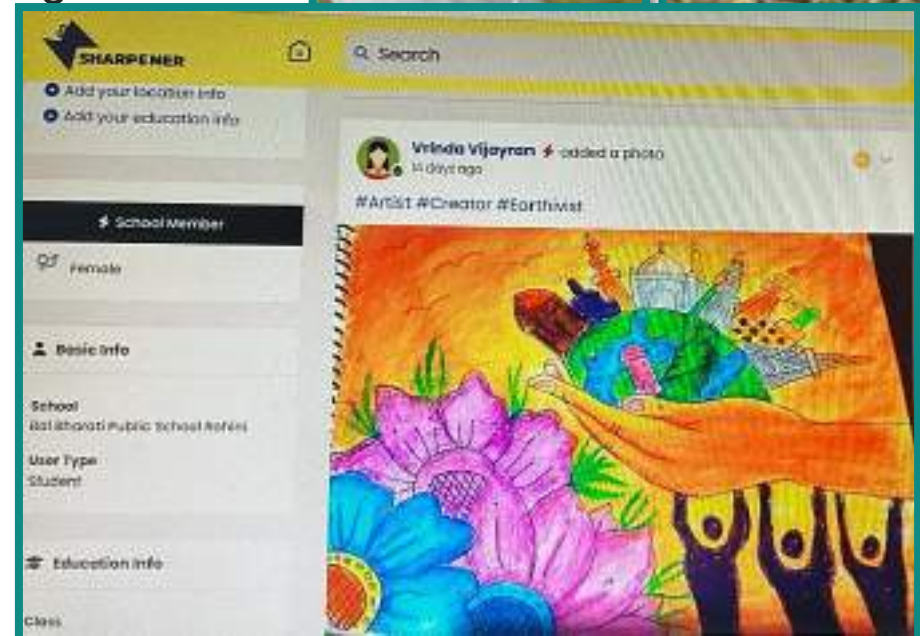 SHARPENER
Search
Add your location info
Add your education info
Vrinda Vijayran added a photo
14 days ago
#Artist #Creator #Earthivist
School Member
Female
Basic Info
School
Bal Bharati Public School Rohini
User Type
Student
Education Info
Class